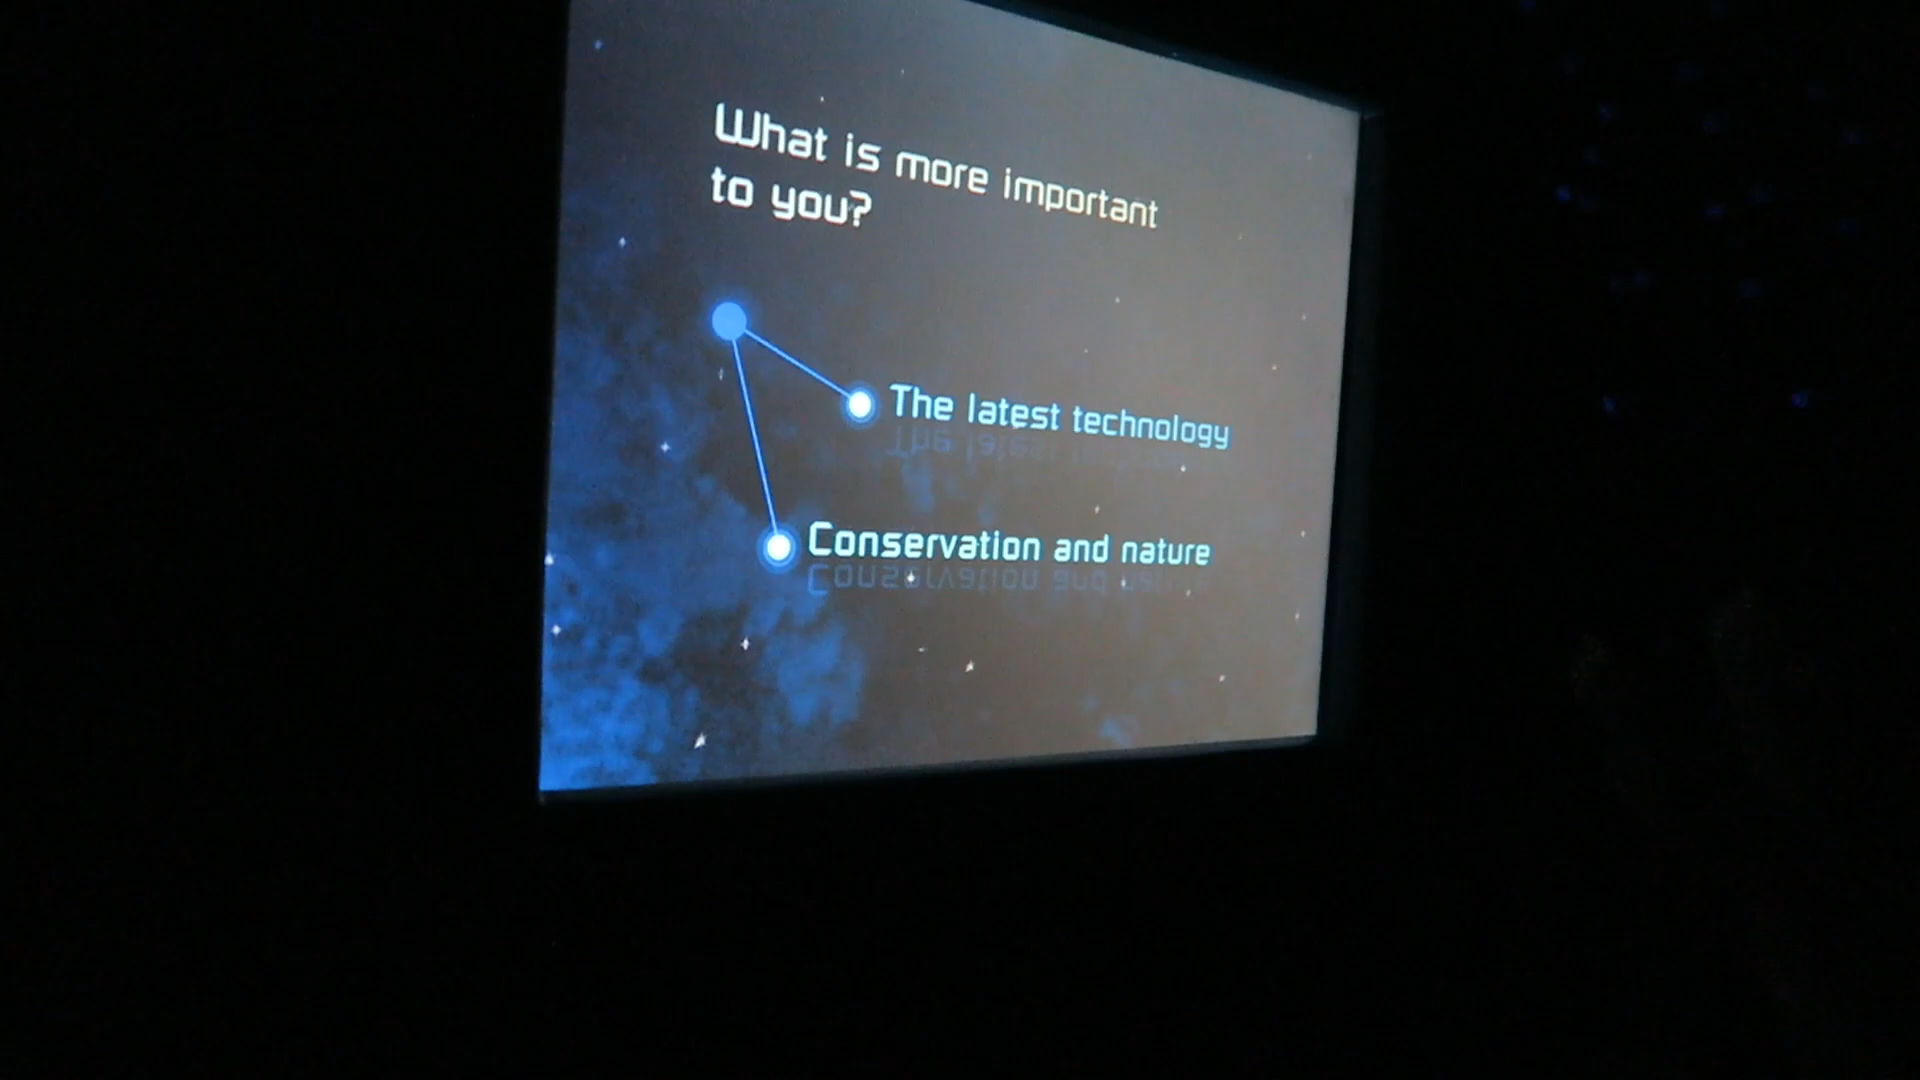 What is more important
to you?
The latest technology
Conservation and nature